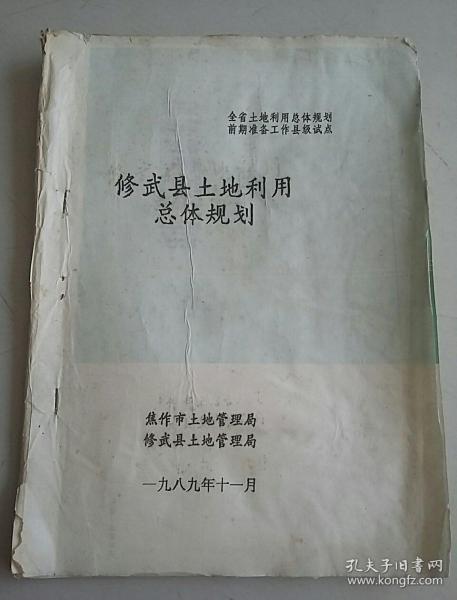 全省土地利用总体规划
前期准备工作县级试点
修武县土地利用
总体规划
焦作市土地管理局
修武县土地管理局
一九八九年十一月
孔夫子旧书网
www.kongfz.com